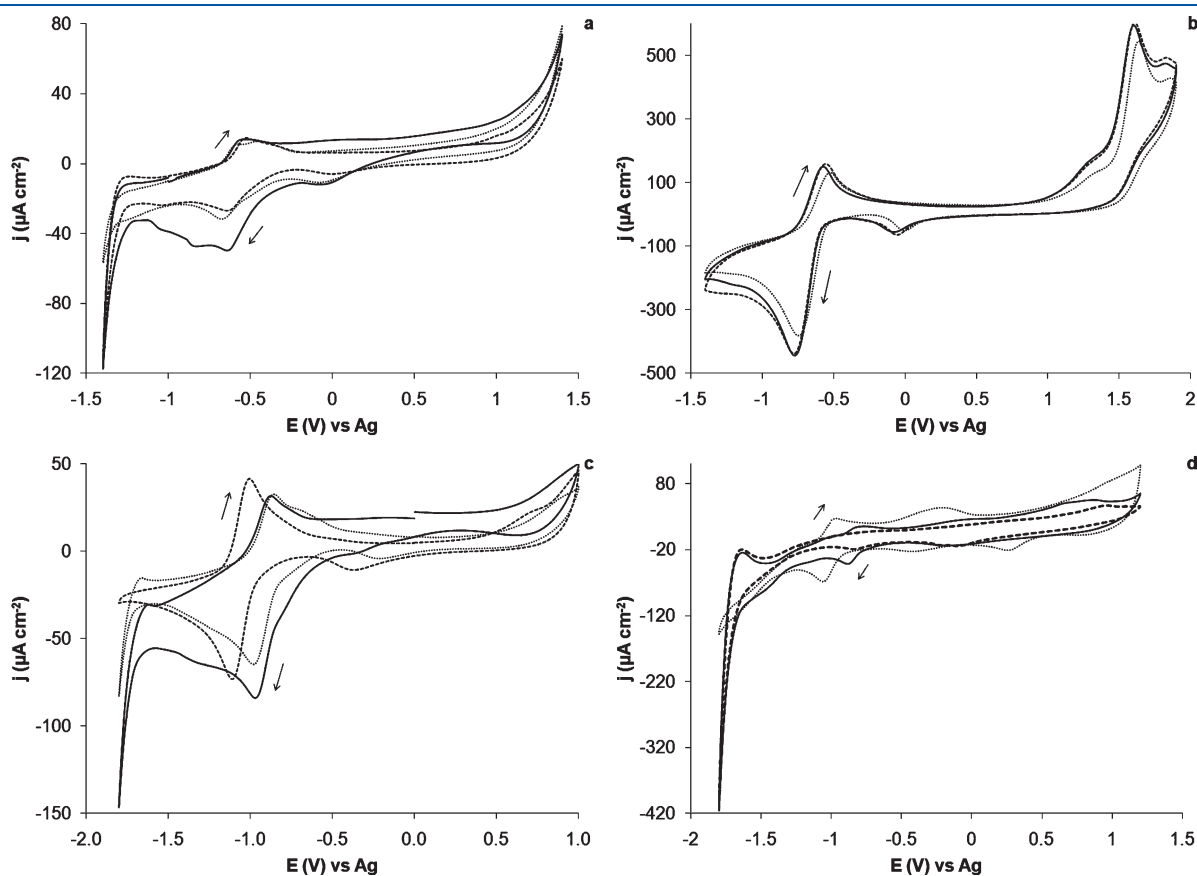 a
80
40
0
-40
-80
-120
j (µA cm-2)
-1.5 -1 -0.5 0 0.5 1 1.5
E (V) vs Ag
b
500
300
100
-100
-300
-500
j (µA cm-2)
-1.5 -1 -0.5 0 0.5 1 1.5 2
E (V) vs Ag
c
50
0
-50
-100
-150
j (µA cm-2)
-2.0 -1.5 -1.0 -0.5 0.0 0.5 1.0
E (V) vs Ag
d
80
-20
-120
-220
-320
-420
j (µA cm-2)
-2 -1.5 -1 -0.5 0 0.5 1 1.5
E (V) vs Ag